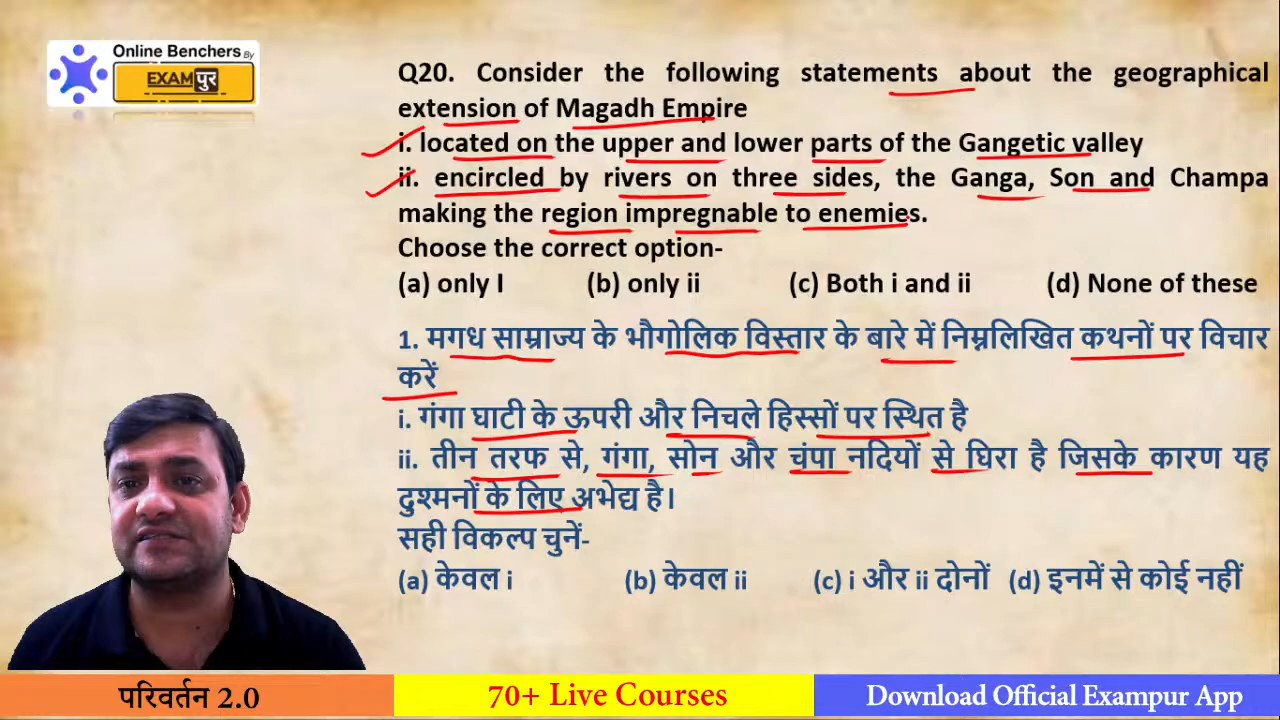 Online Benchers By
EXAMपुर
Q20. Consider the following statements about the geographical
extension of Magadh Empire
i. located on the upper and lower parts of the Gangetic valley
ii. encircled by rivers on three sides, the Ganga, Son and Champa
making the region impregnable to enemies.
Choose the correct option-
(a) only I (b) only ii (c) Both i and ii (d) None of these
1. मगध साम्राज्य के भौगोलिक विस्तार के बारे में निम्नलिखित कथनों पर विचार
करें
i. गंगा घाटी के ऊपरी और निचले हिस्सों पर स्थित है
ii. तीन तरफ से, गंगा, सोन और चंपा नदियों से घिरा है जिसके कारण यह
दुश्मनों के लिए अभेद्य है।
सही विकल्प चुनें-
(a) केवल i (b) केवल ii (c) i और ii दोनों (d) इनमें से कोई नहीं
परिवर्तन 2.0 70+ Live Courses Download Official Exampur App